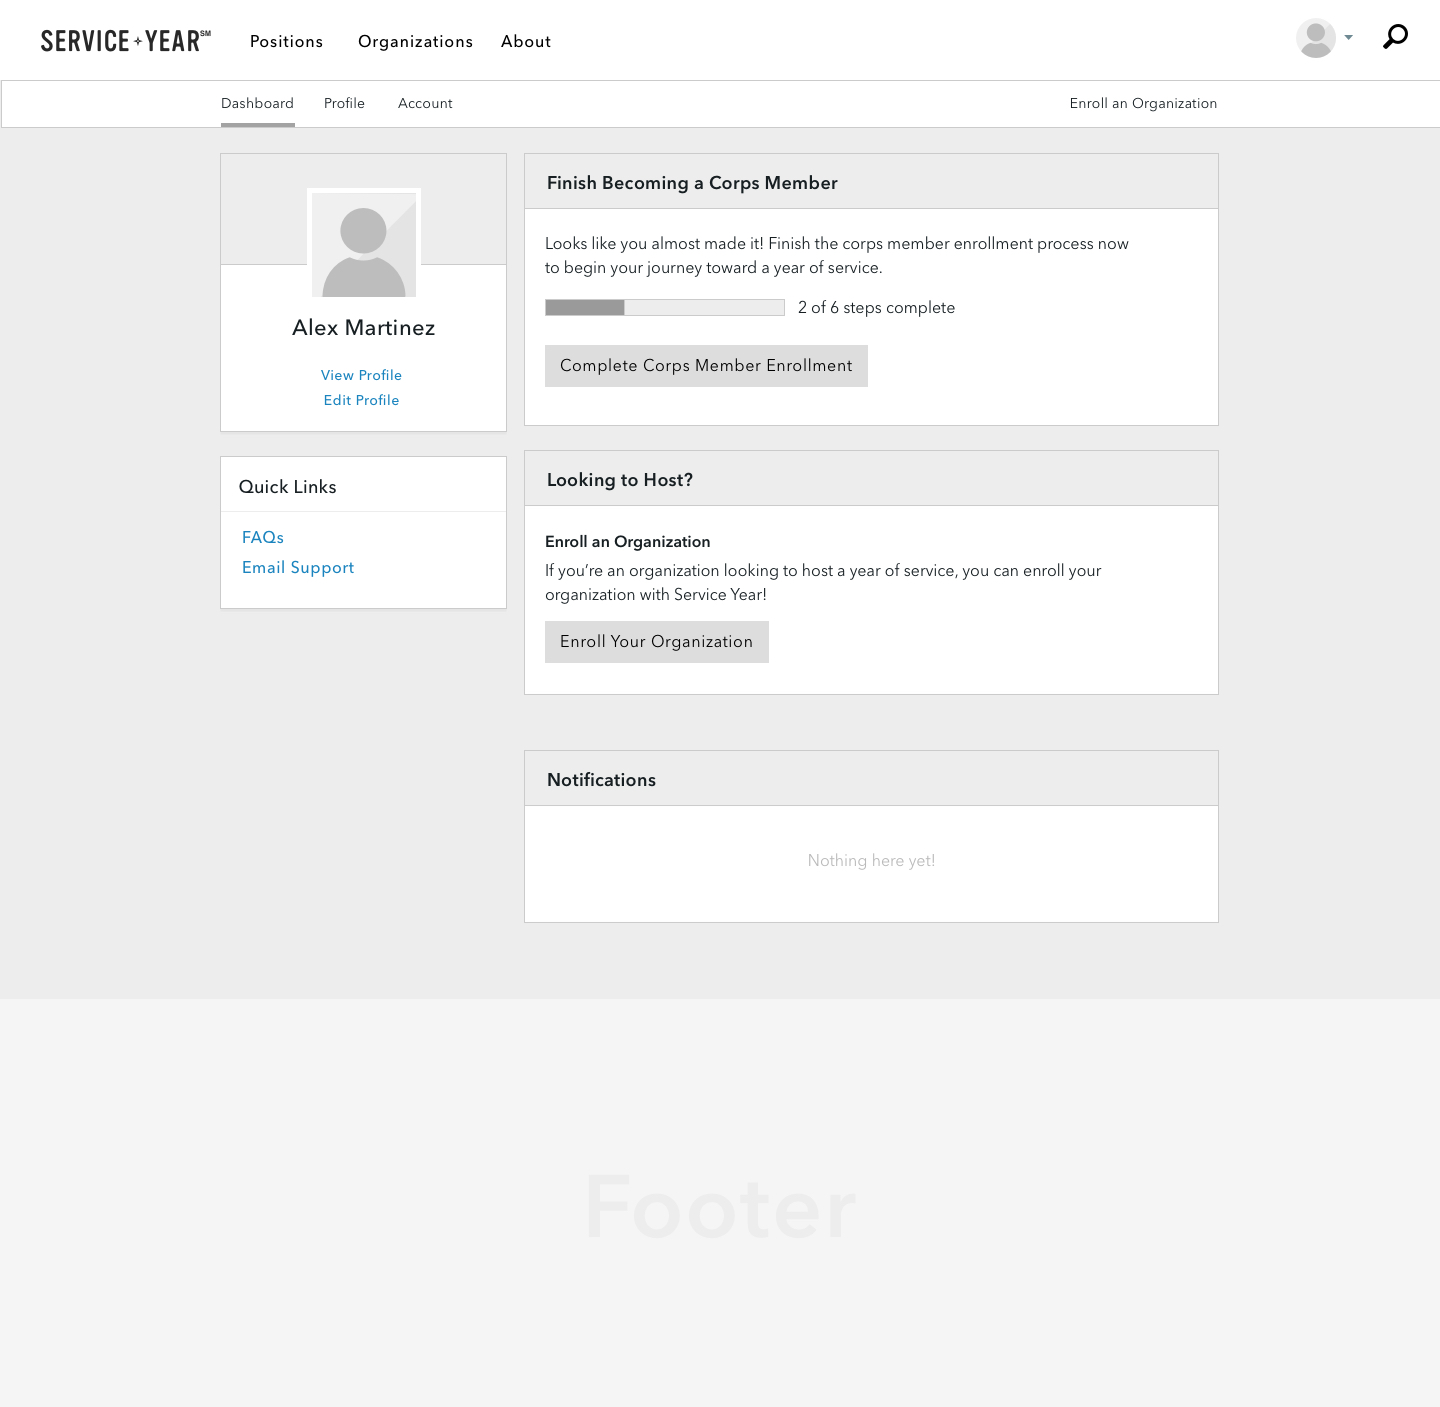 SERVICE YEAR SM
Positions Organizations About
Dashboard Profile Account Enroll an Organization
Alex Martinez
View Profile
Edit Profile
Quick Links
FAQs
Email Support
Finish Becoming a Corps Member
Looks like you almost made it! Finish the corps member enrollment process now
to begin your journey toward a year of service.
2 of 6 steps complete
Complete Corps Member Enrollment
Looking to Host?
Enroll an Organization
If you’re an organization looking to host a year of service, you can enroll your
organization with Service Year!
Enroll Your Organization
Notifications
Nothing here yet!
Footer